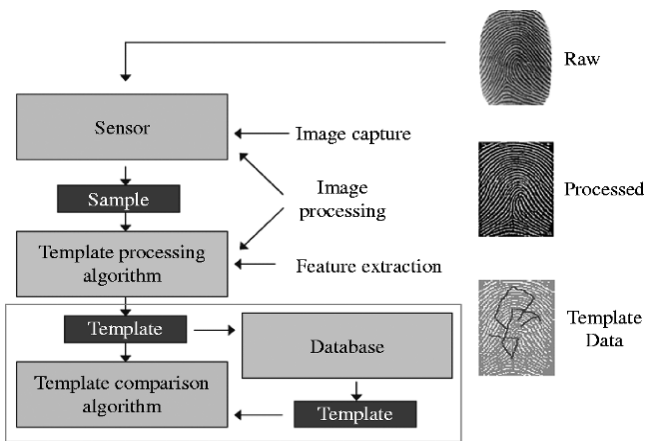 Raw
Sensor
Image capture
Sample
Image
processing
Processed
Template processing
algorithm
Feature extraction
Template
Database
Template
Data
Template comparison
algorithm
Template